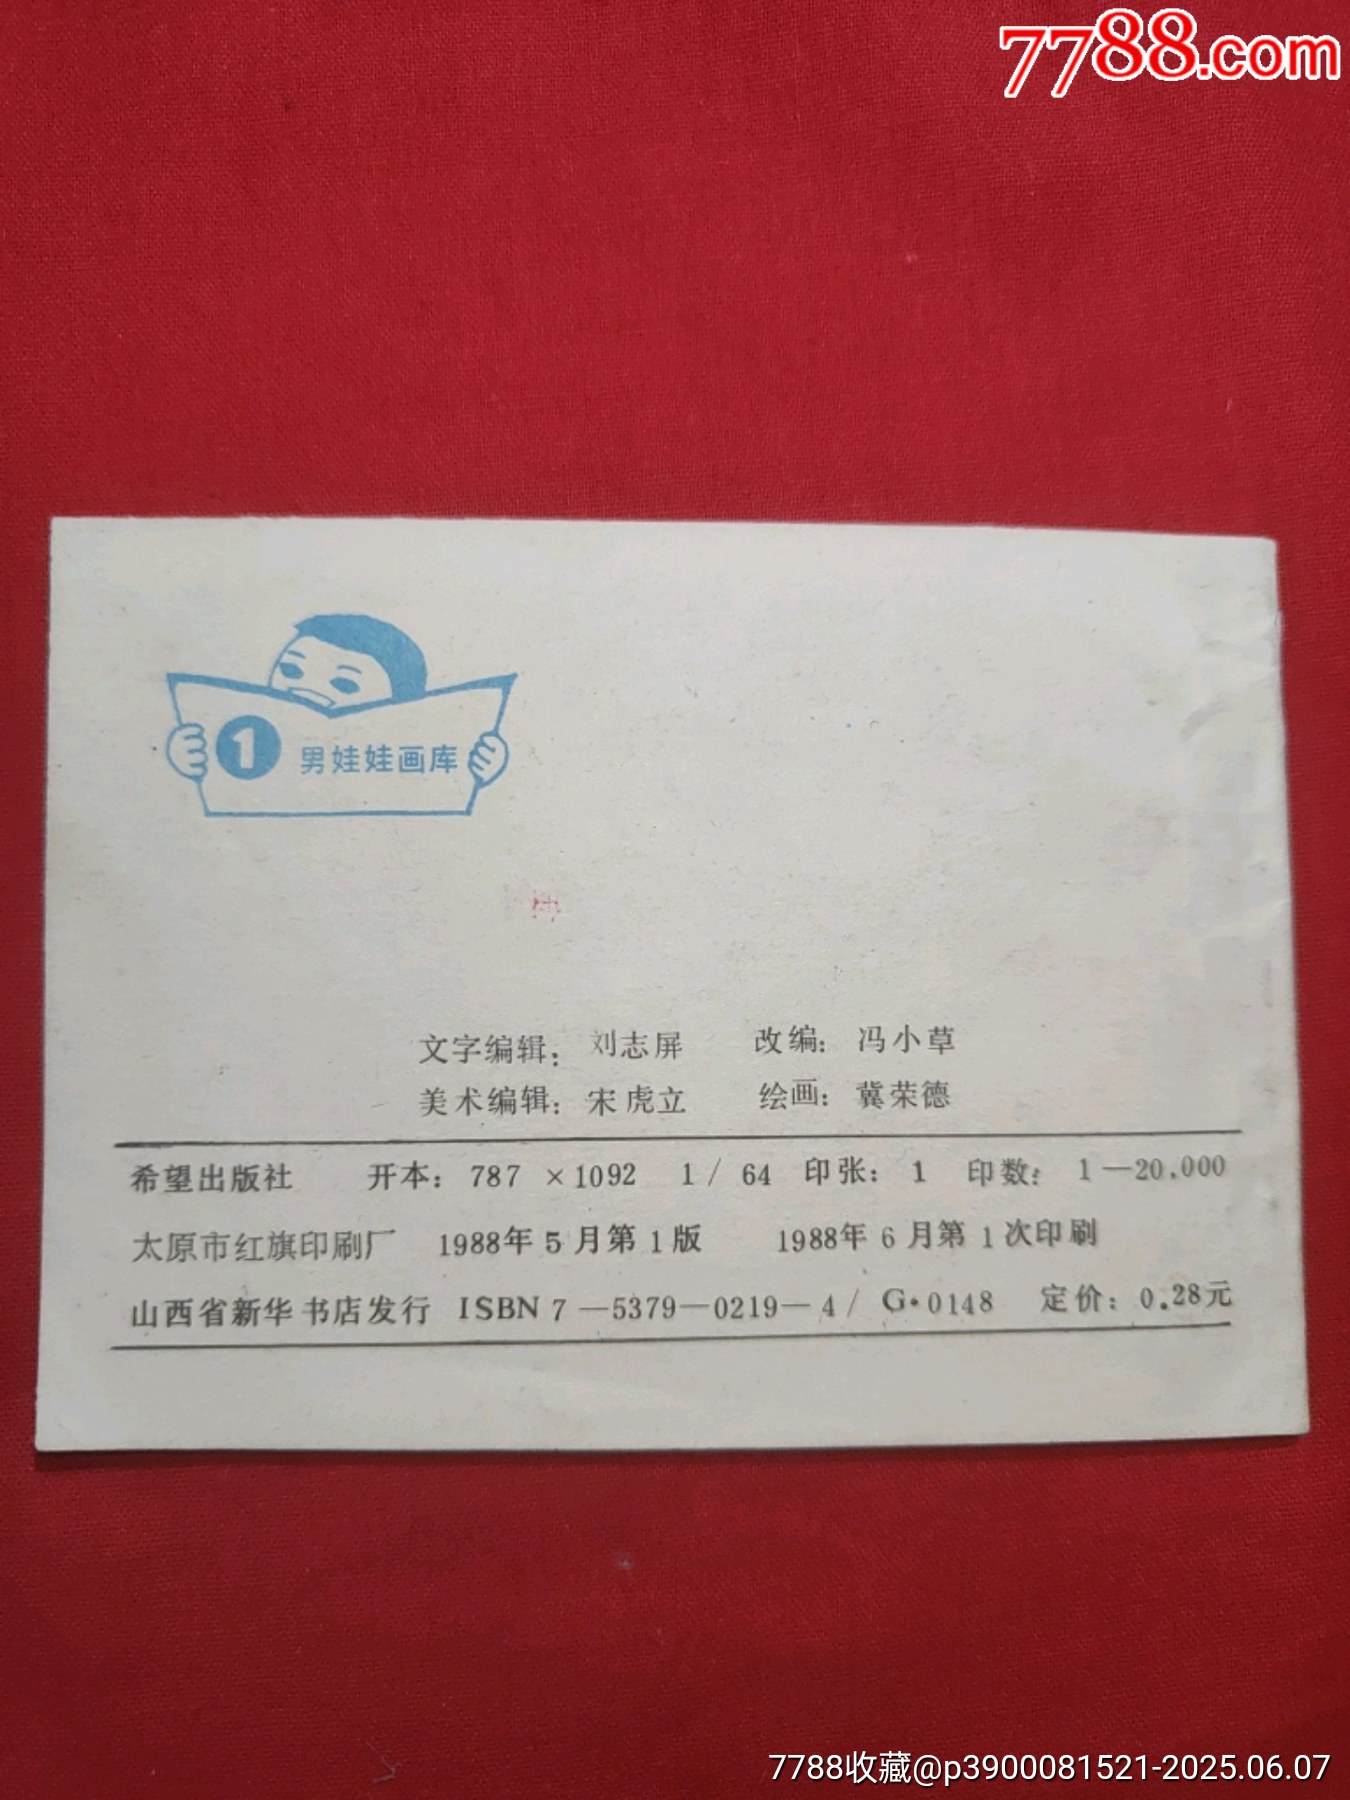 7788.com
1 男娃娃画库
文字编辑: 刘志屏 改编: 冯小草
美术编辑: 宋虎立 绘画: 冀荣德
希望出版社 开本: 787 ×1092 1 / 64 印张: 1 印数: 1 —20.000
太原市红旗印刷厂 1988年 5 月第 1 版 1988年 6 月第 1 次印刷
山西省新华书店发行 ISBN 7 —5379—0219— 4 / G·0148 定价: 0.28元
7788收藏@p3900081521-2025.06.07